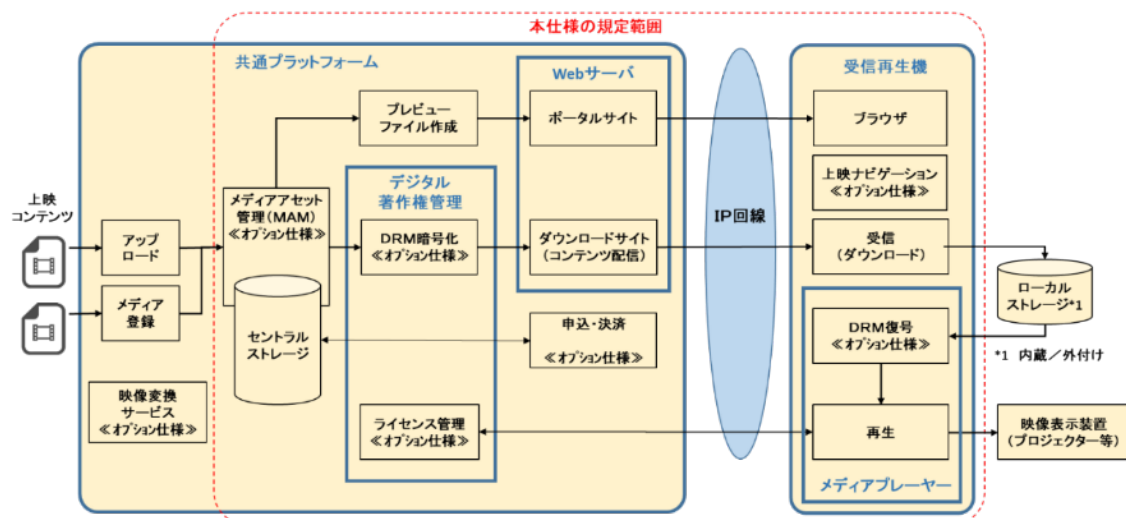 本仕様の規定範囲
共通プラットフォーム
Webサーバ
受信再生機
プレビュー
ファイル作成
ポータルサイト
ブラウザ
上映
コンテンツ
アップ
ロード
メディア
登録
メディアアセット
管理(MAM)
≪オプション仕様≫
セントラル
ストレージ
デジタル
著作権管理
DRM暗号化
≪オプション仕様≫
ダウンロードサイト
(コンテンツ配信)
IP回線
上映ナビゲーション
≪オプション仕様≫
受信
(ダウンロード)
ローカル
ストレージ*1
*1 内蔵/外付け
申込・決済
≪オプション仕様≫
DRM復号
≪オプション仕様≫
映像変換
サービス
≪オプション仕様≫
ライセンス管理
≪オプション仕様≫
再生
映像表示装置
(プロジェクター等)
メディアプレーヤー